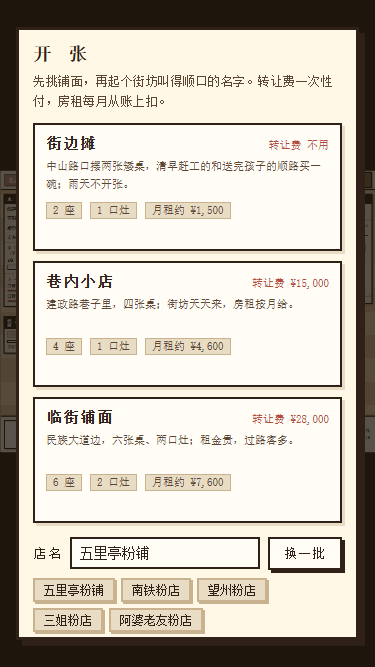 开 张
先挑铺面，再起个街坊叫得顺口的名字。转让费一次性
付，房租每月从账上扣。
街边摊
转让费 不用
中山路口摆两张矮桌，清早赶工的和送完孩子的顺路买一
碗；雨天不开张。
2 座
1 口灶
月租约 ¥1,500
巷内小店
转让费 ¥15,000
建政路巷子里，四张桌；街坊天天来，房租按月给。
4 座
1 口灶
月租约 ¥4,600
临街铺面
转让费 ¥28,000
民族大道边，六张桌、两口灶；租金贵，过路客多。
6 座
2 口灶
月租约 ¥7,600
店名
五里亭粉铺
换一批
五里亭粉铺
南铁粉店
望州粉店
三姐粉店
阿婆老友粉店